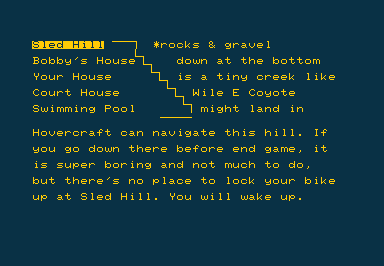 Sled Hill *rocks & gravel
Bobby's House down at the bottom
Your House is a tiny creek like
Court House Wile E Coyote
Swimming Pool might land in
Hovercraft can navigate this hill. If
you go down there before end game, it
is super boring and not much to do,
but there's no place to lock your bike
up at Sled Hill. You will wake up.